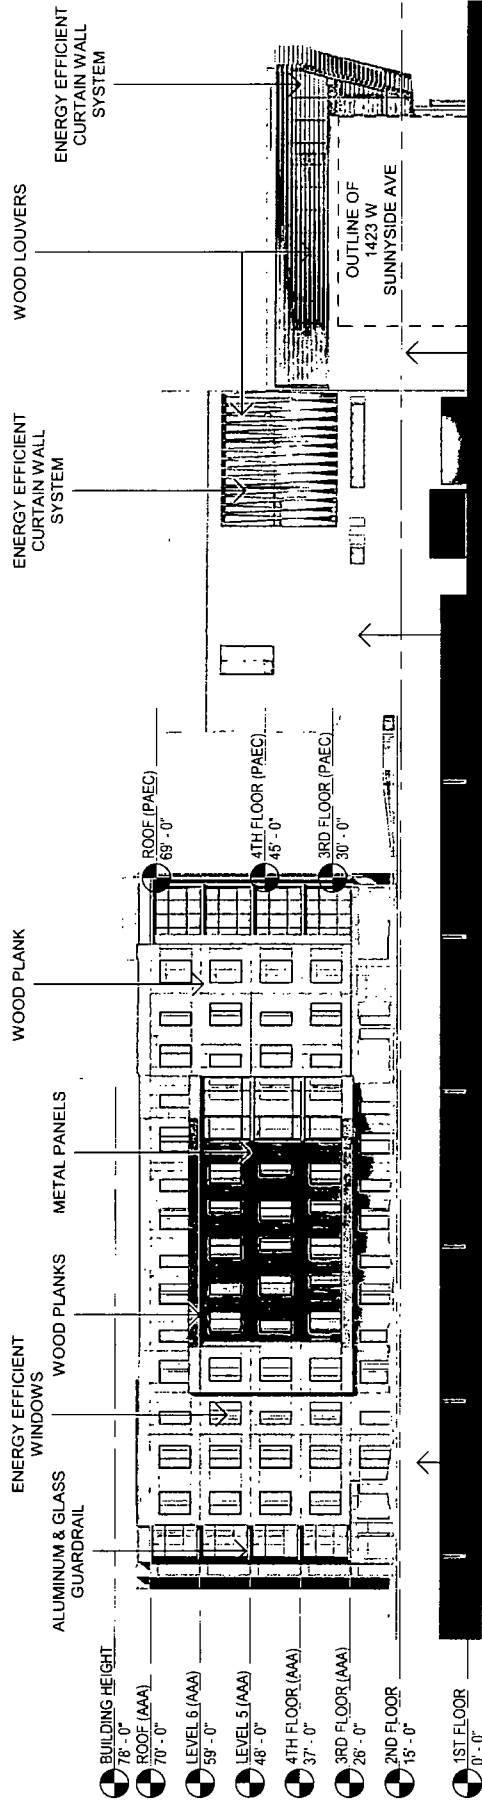 ALUMINUM & GLASS
GUARDRAIL
ENERGY EFFICIENT
WINDOWS
WOOD PLANKS
METAL PANELS
WOOD PLANK
ENERGY EFFICIENT
CURTAIN WALL
SYSTEM
WOOD LOUVERS
ENERGY EFFICIENT
CURTAIN WALL
SYSTEM
BUILDING HEIGHT
78' - 0"
ROOF (AAA)
70' - 0"
LEVEL 6 (AAA)
59' - 0"
LEVEL 5 (AAA)
48' - 0"
4TH FLOOR (AAA)
37' - 0"
3RD FLOOR (AAA)
26' - 0"
2ND FLOOR
15' - 0"
1ST FLOOR
0' - 0"
ROOF (PAEC)
69' - 0"
4TH FLOOR (PAEC)
45' - 0"
3RD FLOOR (PAEC)
30' - 0"
OUTLINE OF
1423 W
SUNNYSIDE AVE